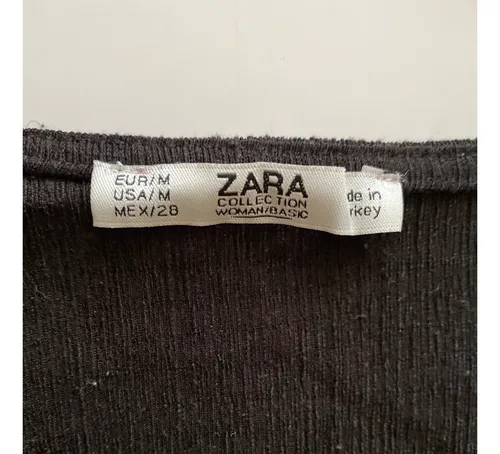 EUR/M
USA/M
MEX/28
ZARA
COLLECTION
WOMAN/BASIC
de in
rkey